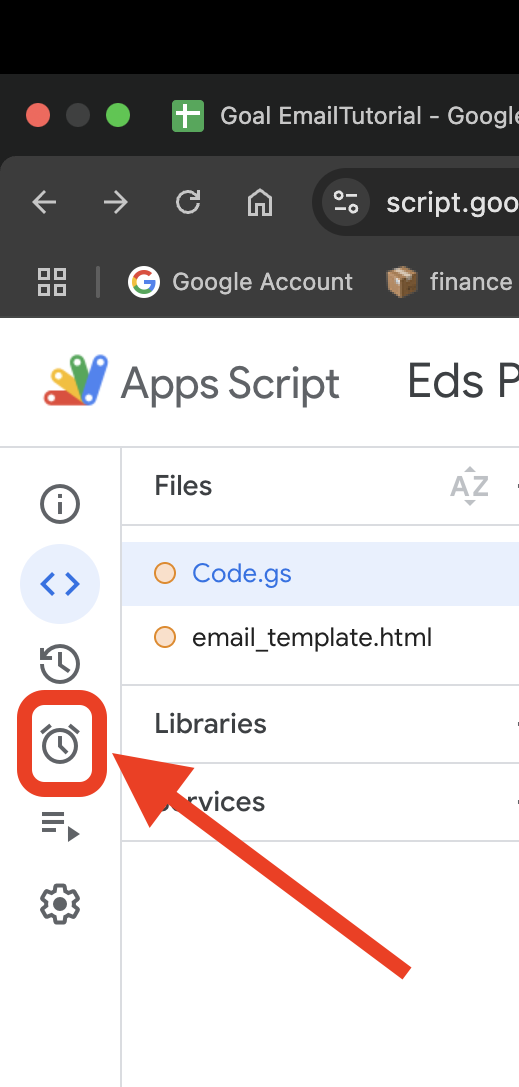 Goal EmailTutorial - Google
script.goo
Google Account
finance
Apps Script
Eds P
Files
AZ
Code.gs
email_template.html
Libraries
Services